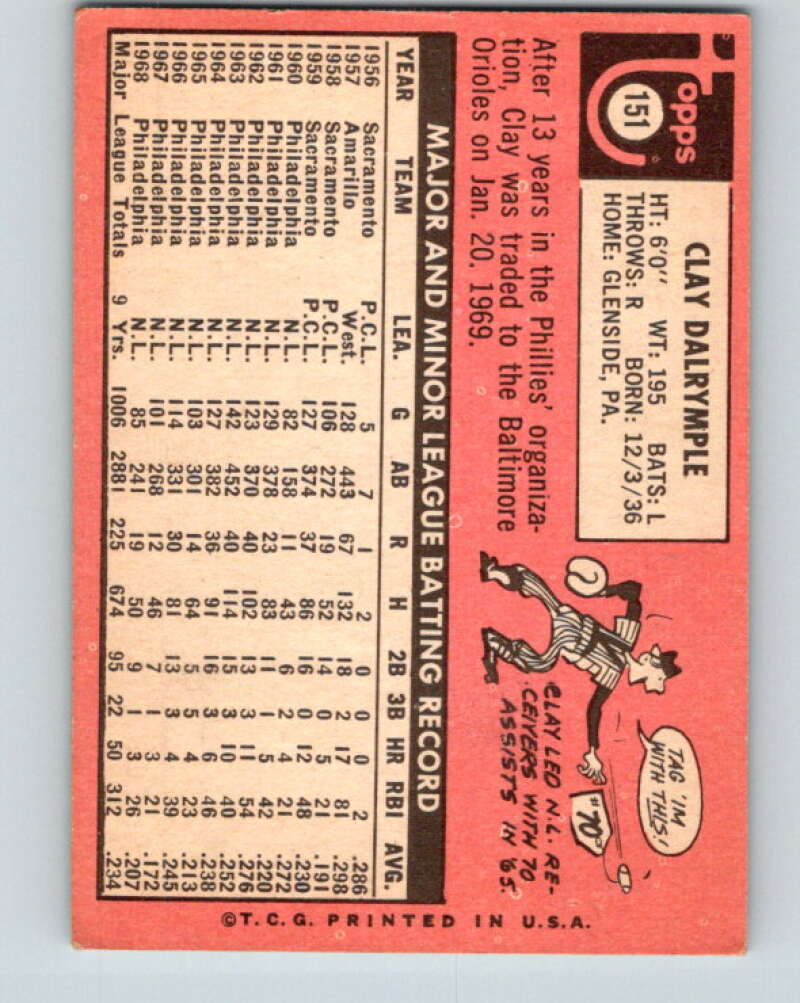 Topps
151
CLAY DALRYMPLE
HT: 6'0" WT: 195 BATS: L
THROWS: R BORN: 12/3/36
HOME: GLENSIDE, PA.
After 13 years in the Phillies' organiza-
tion, Clay was traded to the Baltimore
Orioles on Jan. 20. 1969.
TAG 'IM
WITH THIS!
#70
CLAY LED N.L. RE-
CEIVERS WITH 70
ASSISTS IN '65.
MAJOR AND MINOR LEAGUE BATTING RECORD
YEAR TEAM LEA. G AB R H 2B 3B HR RBI AVG.
1956 Sacramento P.C.L. 5 7 1 2 0 0 0 2 .286
1957 Amarillo West. 128 443 67 132 18 2 17 81 .298
1958 Sacramento P.C.L. 106 272 19 52 14 0 5 21 .191
1959 Sacramento P.C.L. 127 374 37 86 16 0 12 48 .230
1960 Philadelphia N.L. 82 158 11 43 6 2 4 21 .272
1961 Philadelphia N.L. 129 378 23 83 11 1 5 42 .220
1962 Philadelphia N.L. 123 370 40 102 13 3 11 54 .276
1963 Philadelphia N.L. 142 452 40 114 15 3 10 40 .252
1964 Philadelphia N.L. 127 382 36 91 16 3 6 46 .238
1965 Philadelphia N.L. 103 301 14 64 5 5 4 23 .213
1966 Philadelphia N.L. 114 331 30 81 13 3 4 39 .245
1967 Philadelphia N.L. 101 268 12 46 7 1 3 21 .172
1968 Philadelphia N.L. 85 241 19 50 9 1 3 26 .207
Major League Totals 9 Yrs. 1006 2881 225 674 95 22 50 312 .234
©T.C.G. PRINTED IN U.S.A.